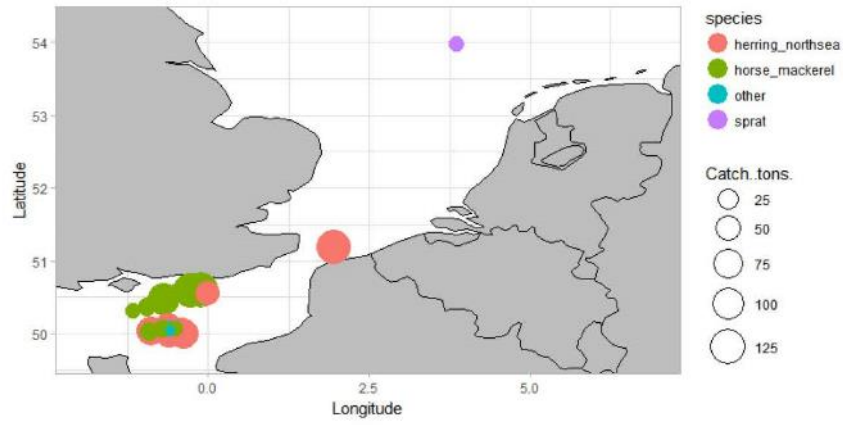 species
herring_northsea
horse_mackerel
other
sprat
Catch..tons.
25
50
75
100
125
Latitude
54
53
52
51
50
0.0 2.5 5.0
Longitude